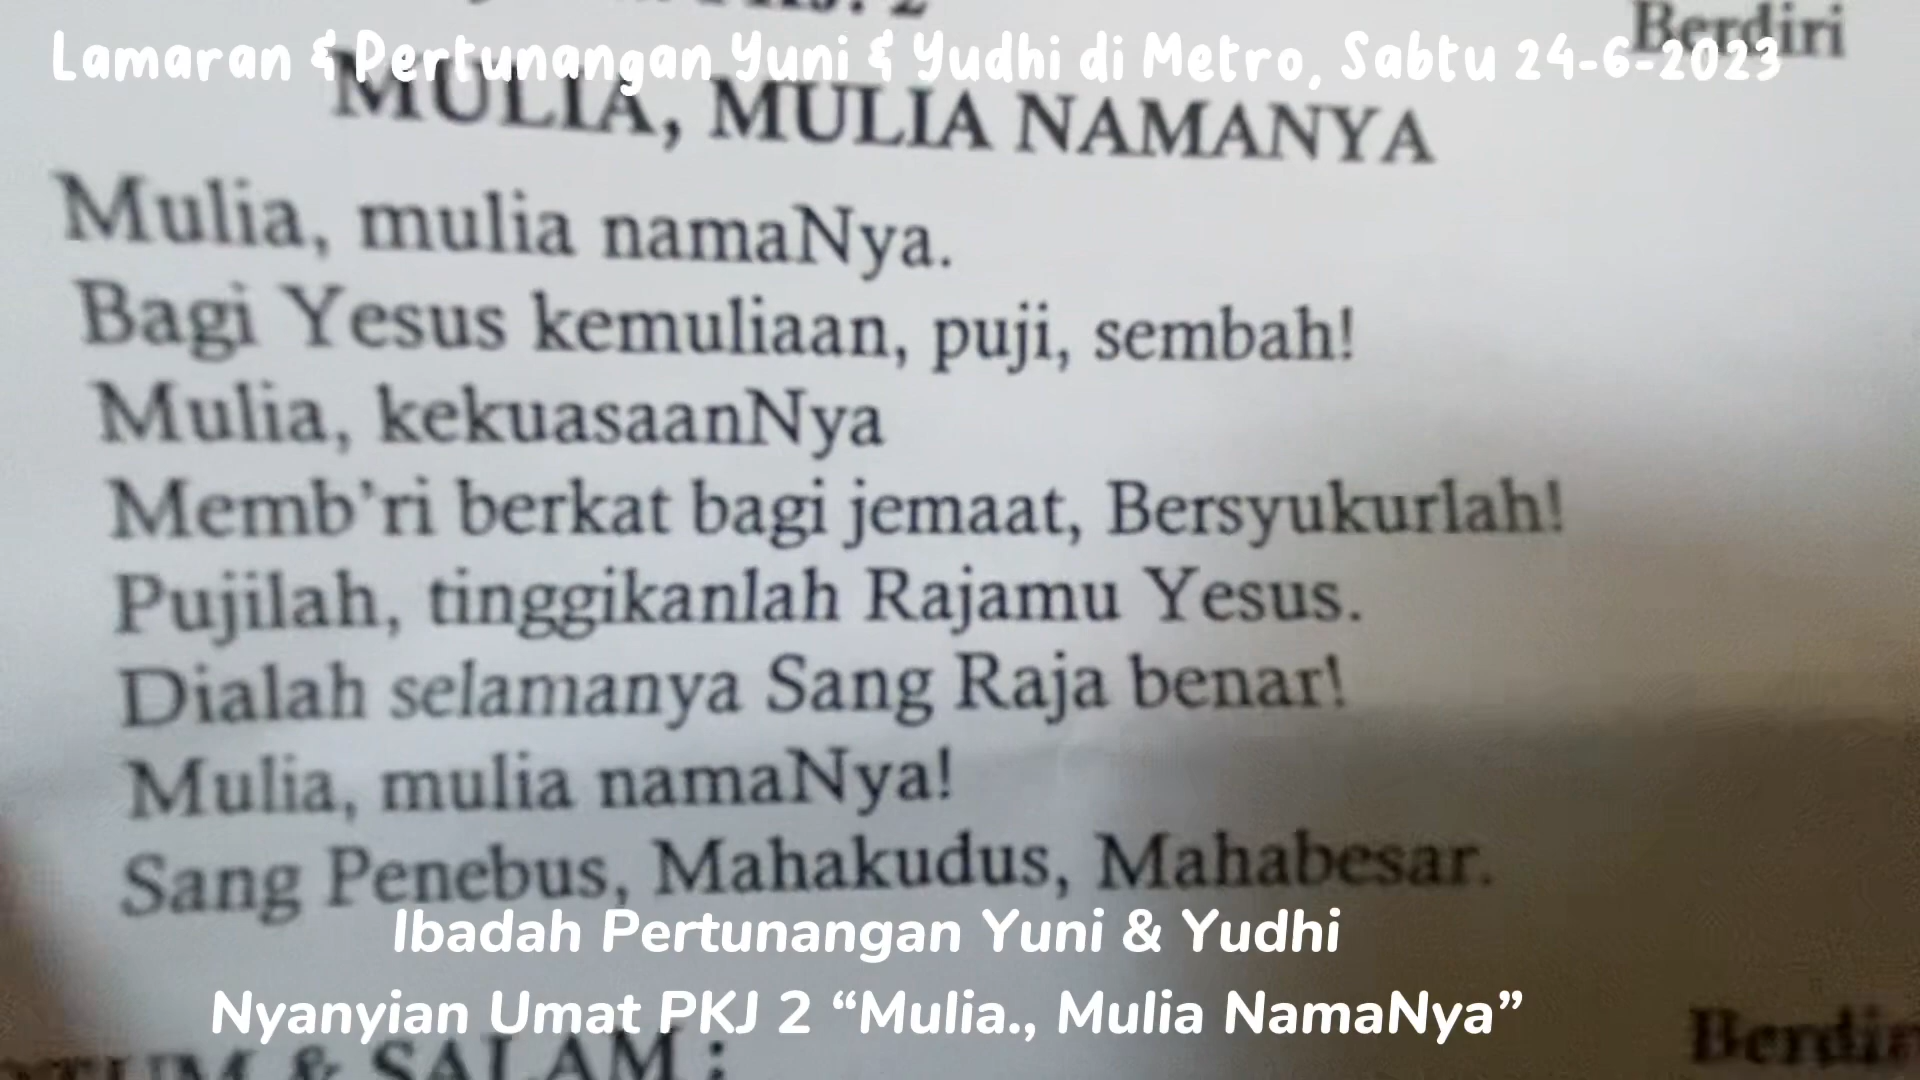 PKJ. 2
Berdiri
Lamaran & Pertunangan Yuni & Yudhi di Metro, Sabtu 24-6-2023
MULIA, MULIA NAMANYA
Mulia, mulia namaNya.
Bagi Yesus kemuliaan, puji, sembah!
Mulia, kekuasaanNya
Memb’ri berkat bagi jemaat, Bersyukurlah!
Pujilah, tinggikanlah Rajamu Yesus.
Dialah selamanya Sang Raja benar!
Mulia, mulia namaNya!
Sang Penebus, Mahakudus, Mahabesar.
Ibadah Pertunangan Yuni & Yudhi
Nyanyian Umat PKJ 2 “Mulia., Mulia NamaNya”
& SALAM :